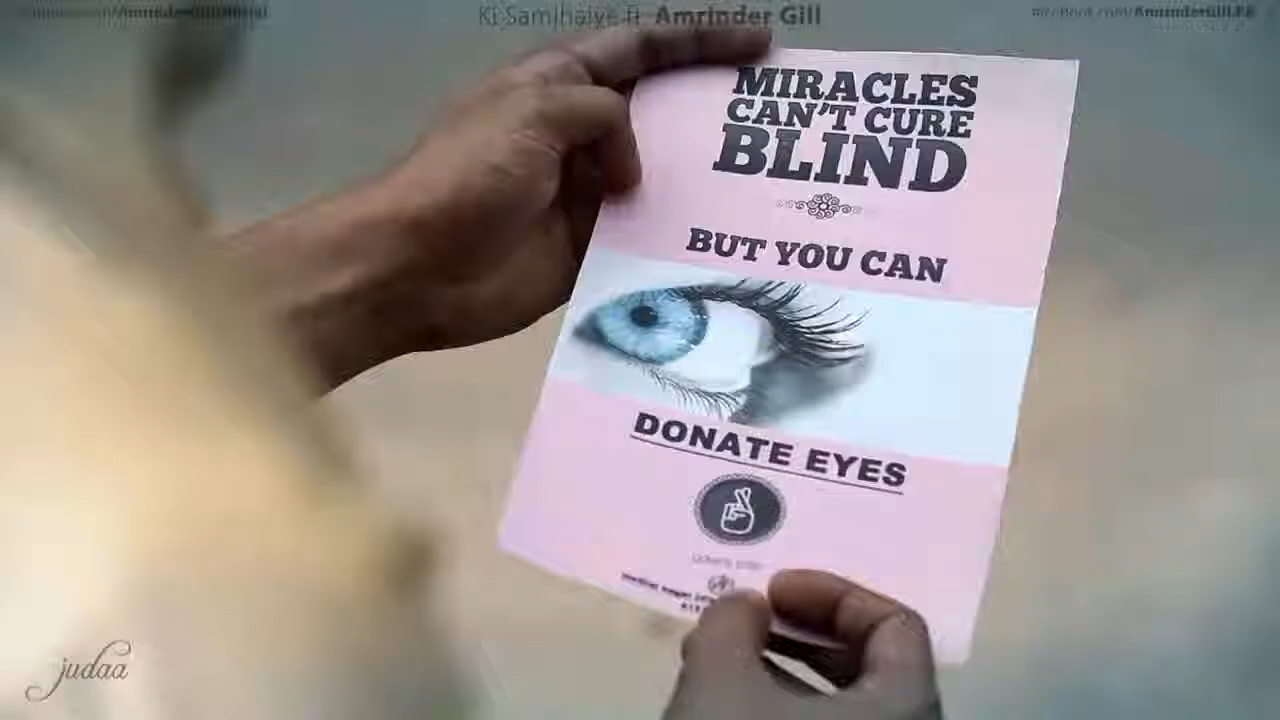 Ki Samjhaiye ft. Amrinder Gill
MIRACLES
CAN'T CURE
BLIND
BUT YOU CAN
DONATE EYES
judaa